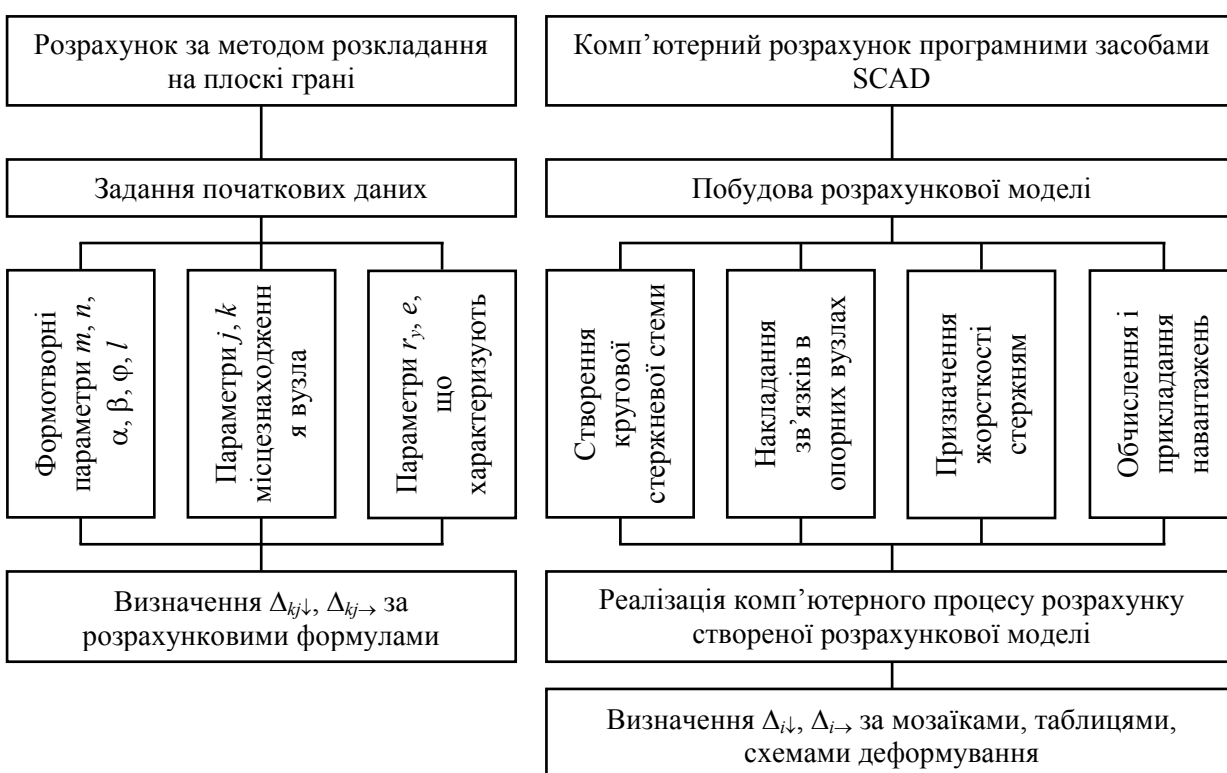 Розрахунок за методом розкладання
на плоскі грані
Задання початкових даних
Формотворні
параметри m, n,
α, β, φ, l
Параметри j, k
місцезнаходженн
я вузла
Параметри ry, e,
що
характеризують
Визначення Δkj↓, Δkj→ за
розрахунковими формулами
Комп’ютерний розрахунок програмними засобами
SCAD
Побудова розрахункової моделі
Створення
кругової
стержневої стеми
Накладання
зв’язків в
опорних вузлах
Призначення
жорсткості
стержням
Обчислення і
прикладання
навантажень
Реалізація комп’ютерного процесу розрахунку
створеної розрахункової моделі
Визначення Δi↓, Δi→ за мозаїками, таблицями,
схемами деформування